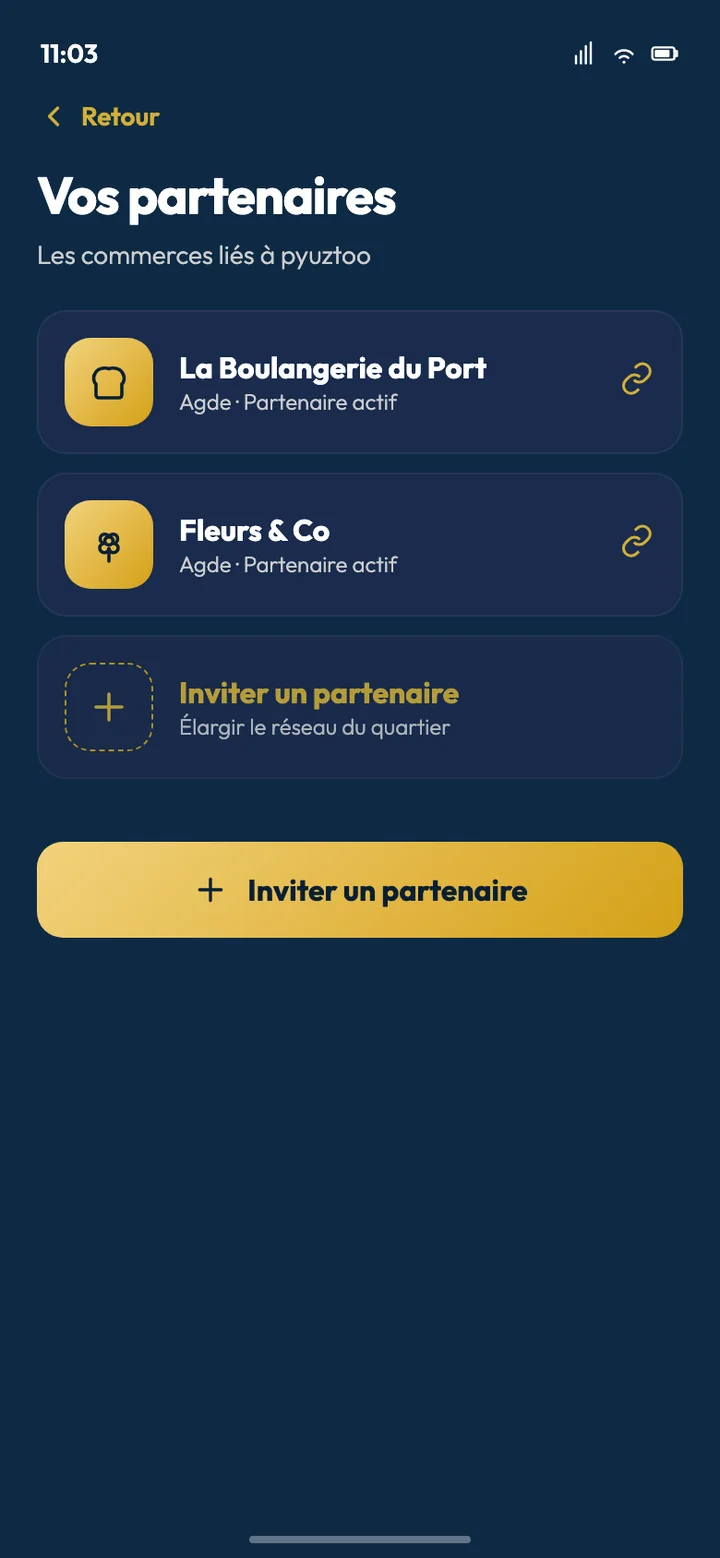 11:03
Retour
Vos partenaires
Les commerces liés à pyuztoo
La Boulangerie du Port
Agde · Partenaire actif
Fleurs & Co
Agde · Partenaire actif
Inviter un partenaire
Élargir le réseau du quartier
Inviter un partenaire